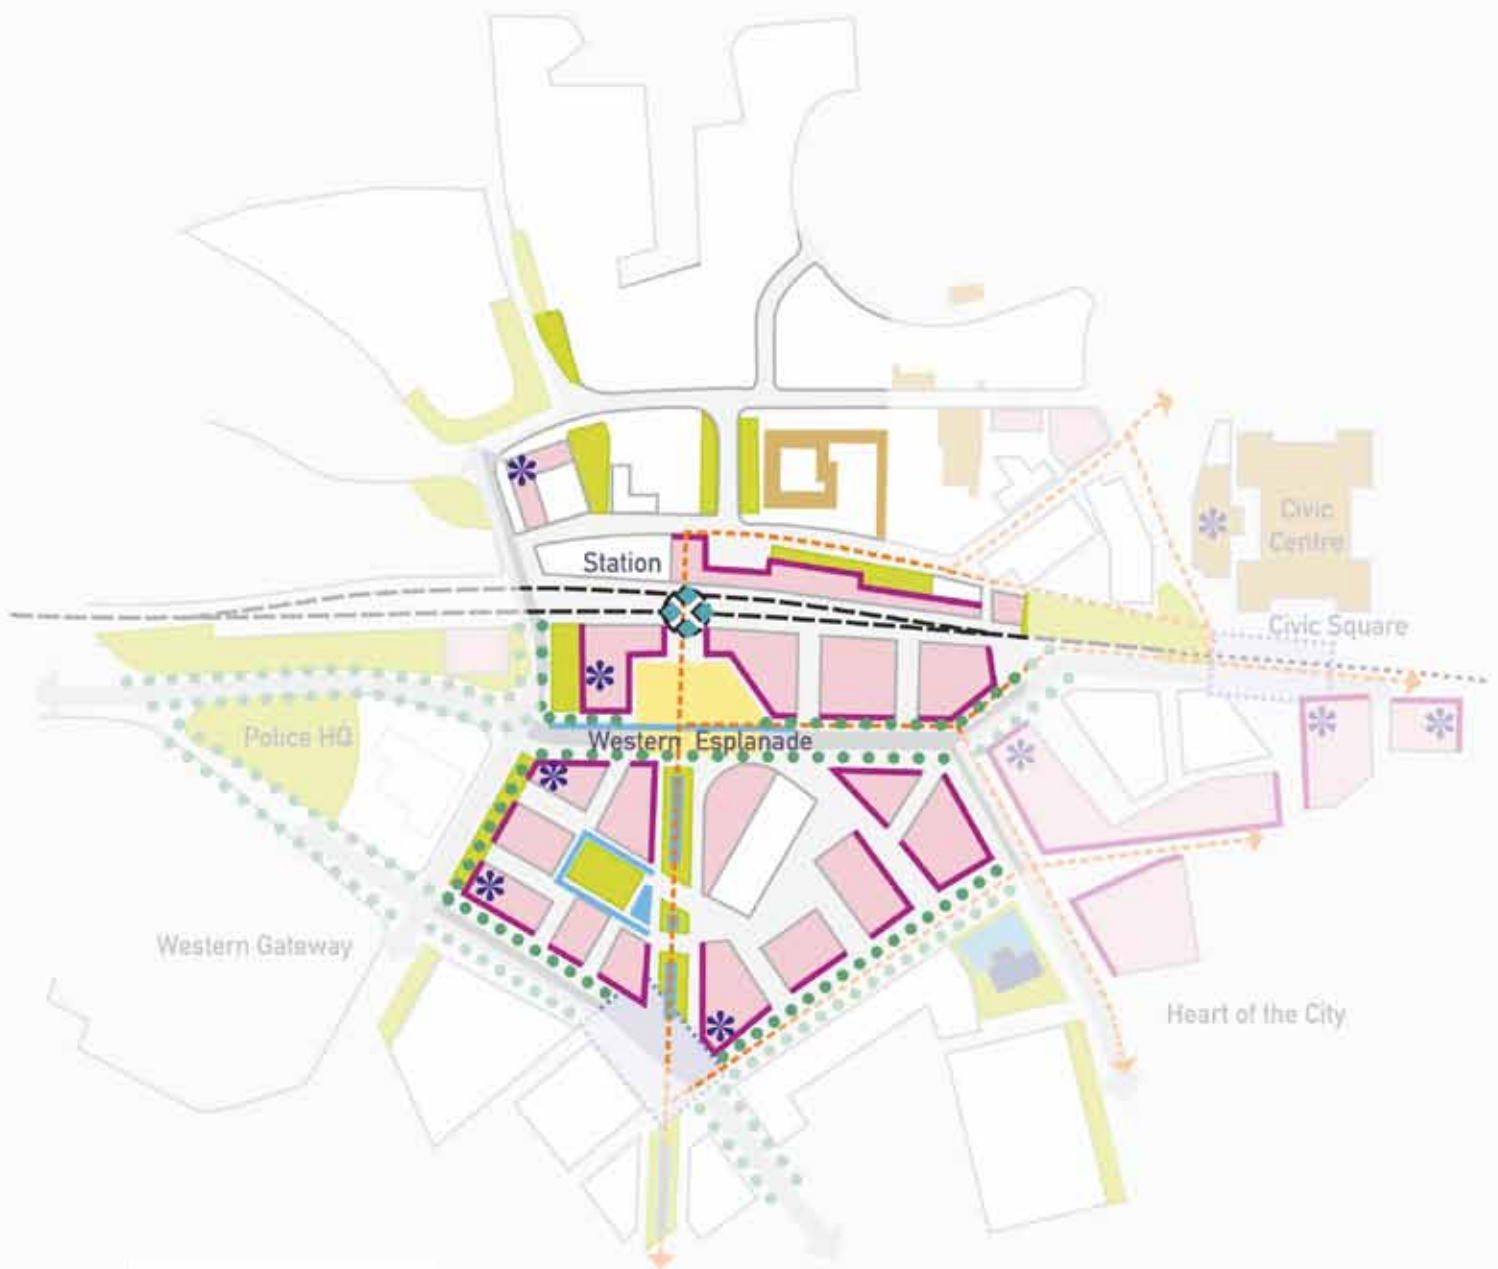 Civic
Centre
Station
Civic Square
Police HQ
Western Esplanade
Western Gateway
Heart of the City